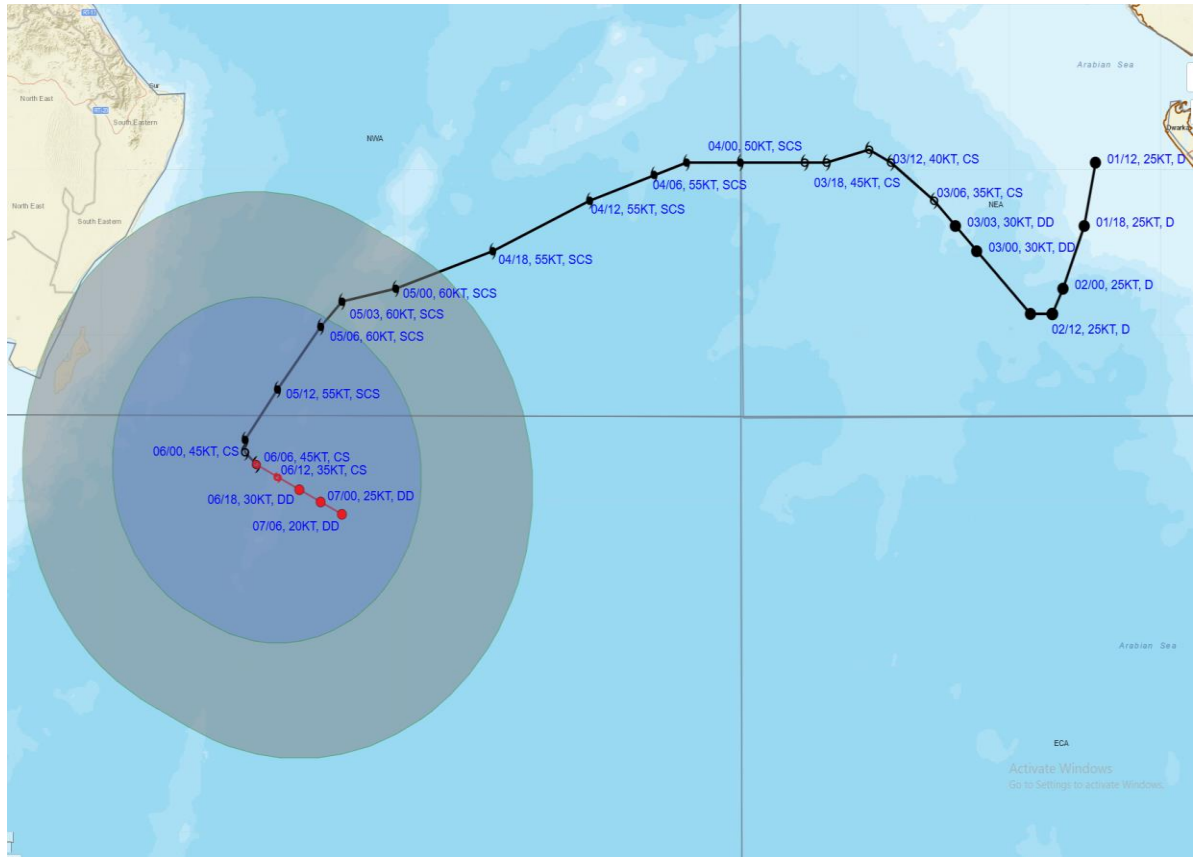 Arabian Sea
North East
Sur
South Eastern
NWA
Dwarka
04/00, 50KT, SCS
03/12, 40KT, CS
01/12, 25KT, D
04/06, 55KT, SCS
03/18, 45KT, CS
03/06, 35KT, CS
NEA
04/12, 55KT, SCS
North East
South Eastern
03/03, 30KT, DD
01/18, 25KT, D
03/00, 30KT, DD
04/18, 55KT, SCS
02/00, 25KT, D
05/00, 60KT, SCS
05/03, 60KT, SCS
02/12, 25KT, D
05/06, 60KT, SCS
05/12, 55KT, SCS
06/00, 45KT, CS
06/06, 45KT, CS
06/12, 35KT, CS
06/18, 30KT, DD
07/00, 25KT, DD
07/06, 20KT, DD
Arabian Sea
ECA
Activate Windows
Go to Settings to activate Windows.